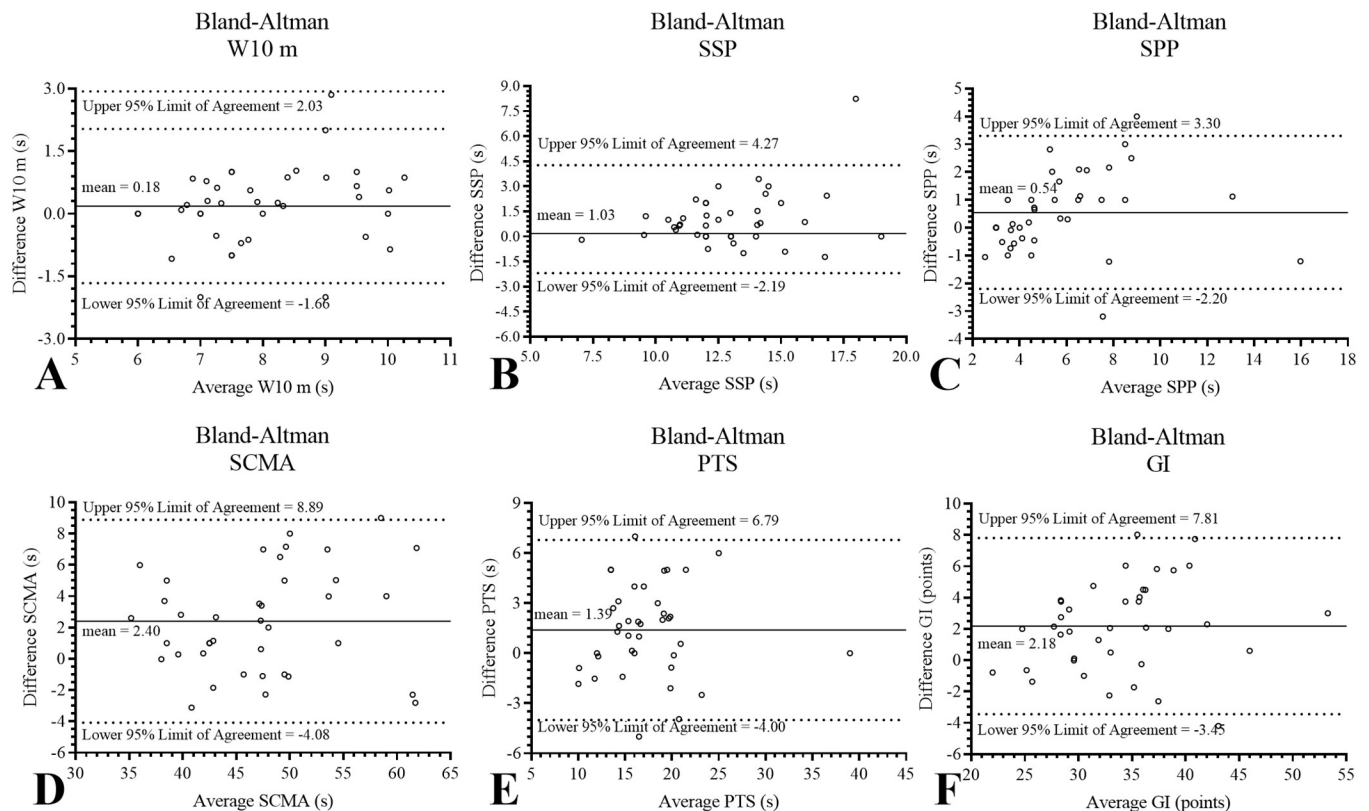 Bland-Altman
W10 m
Difference W10 m (s)
3.0
1.5
0.0
-1.5
-3.0
Upper 95% Limit of Agreement = 2.03
mean = 0.18
Lower 95% Limit of Agreement = -1.66
5 6 7 8 9 10 11
Average W10 m (s)
A
Bland-Altman
SSP
Difference SSP (s)
9.0
7.5
6.0
4.5
3.0
1.5
0.0
-1.5
-3.0
-4.5
-6.0
Upper 95% Limit of Agreement = 4.27
mean = 1.03
Lower 95% Limit of Agreement = -2.19
5.0 7.5 10.0 12.5 15.0 17.5 20.0
Average SSP (s)
B
Bland-Altman
SPP
Difference SPP (s)
5
4
3
2
1
0
-1
-2
-3
-4
Upper 95% Limit of Agreement = 3.30
mean = 0.54
Lower 95% Limit of Agreement = -2.20
2 4 6 8 10 12 14 16 18
Average SPP (s)
C
Bland-Altman
SCMA
Difference SCMA (s)
10
8
6
4
2
0
-2
-4
-6
Upper 95% Limit of Agreement = 8.89
mean = 2.40
Lower 95% Limit of Agreement = -4.08
30 35 40 45 50 55 60 65
Average SCMA (s)
D
Bland-Altman
PTS
Difference PTS (s)
9
6
3
0
-3
-6
Upper 95% Limit of Agreement = 6.79
mean = 1.39
Lower 95% Limit of Agreement = -4.00
5 10 15 20 25 30 35 40 45
Average PTS (s)
E
Bland-Altman
GI
Difference GI (points)
10
8
6
4
2
0
-2
-4
-6
Upper 95% Limit of Agreement = 7.81
mean = 2.18
Lower 95% Limit of Agreement = -3.45
20 25 30 35 40 45 50 55
Average GI (points)
F